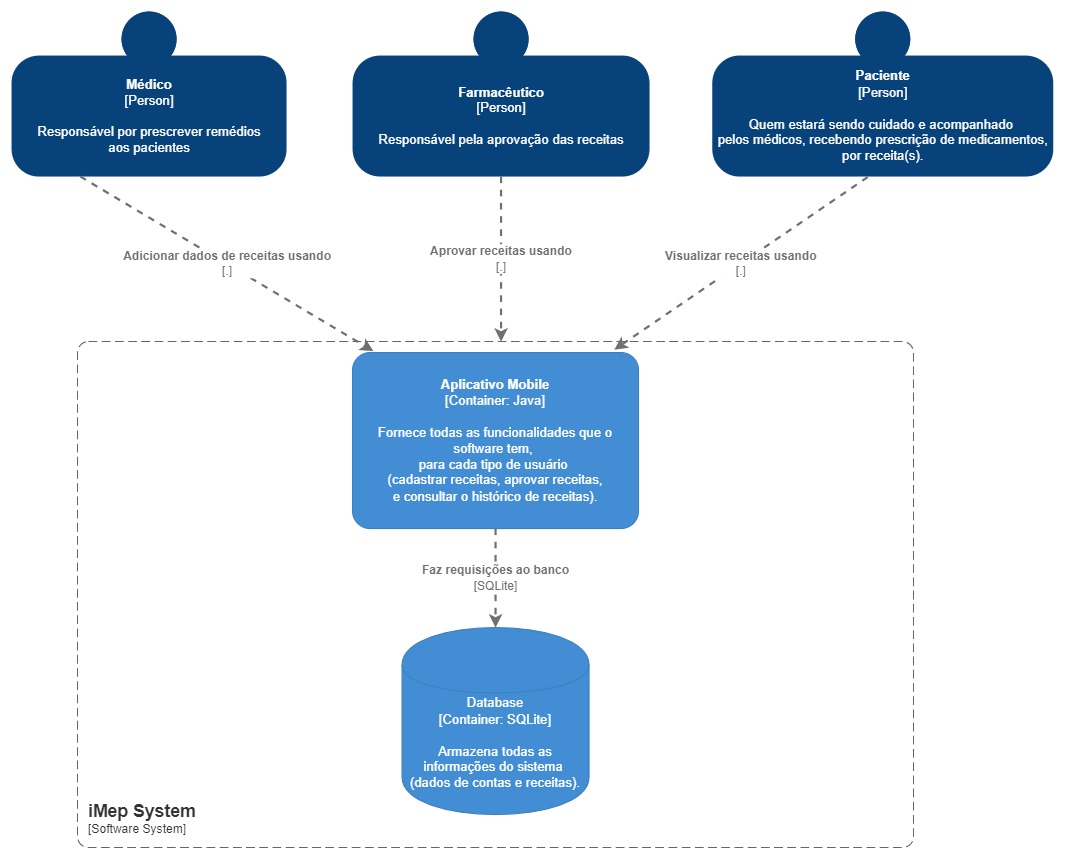 Médico
[Person]
Responsável por prescrever remédios
aos pacientes
Farmacêutico
[Person]
Responsável pela aprovação das receitas
Paciente
[Person]
Quem estará sendo cuidado e acompanhado
pelos médicos, recebendo prescrição de medicamentos,
por receita(s).
Adicionar dados de receitas usando
[.]
Aprovar receitas usando
[.]
Visualizar receitas usando
[.]
Aplicativo Mobile
[Container: Java]
Fornece todas as funcionalidades que o
software tem,
para cada tipo de usuário
(cadastrar receitas, aprovar receitas,
e consultar o histórico de receitas).
Faz requisições ao banco
[SQLite]
Database
[Container: SQLite]
Armazena todas as
informações do sistema
(dados de contas e receitas).
iMep System
[Software System]